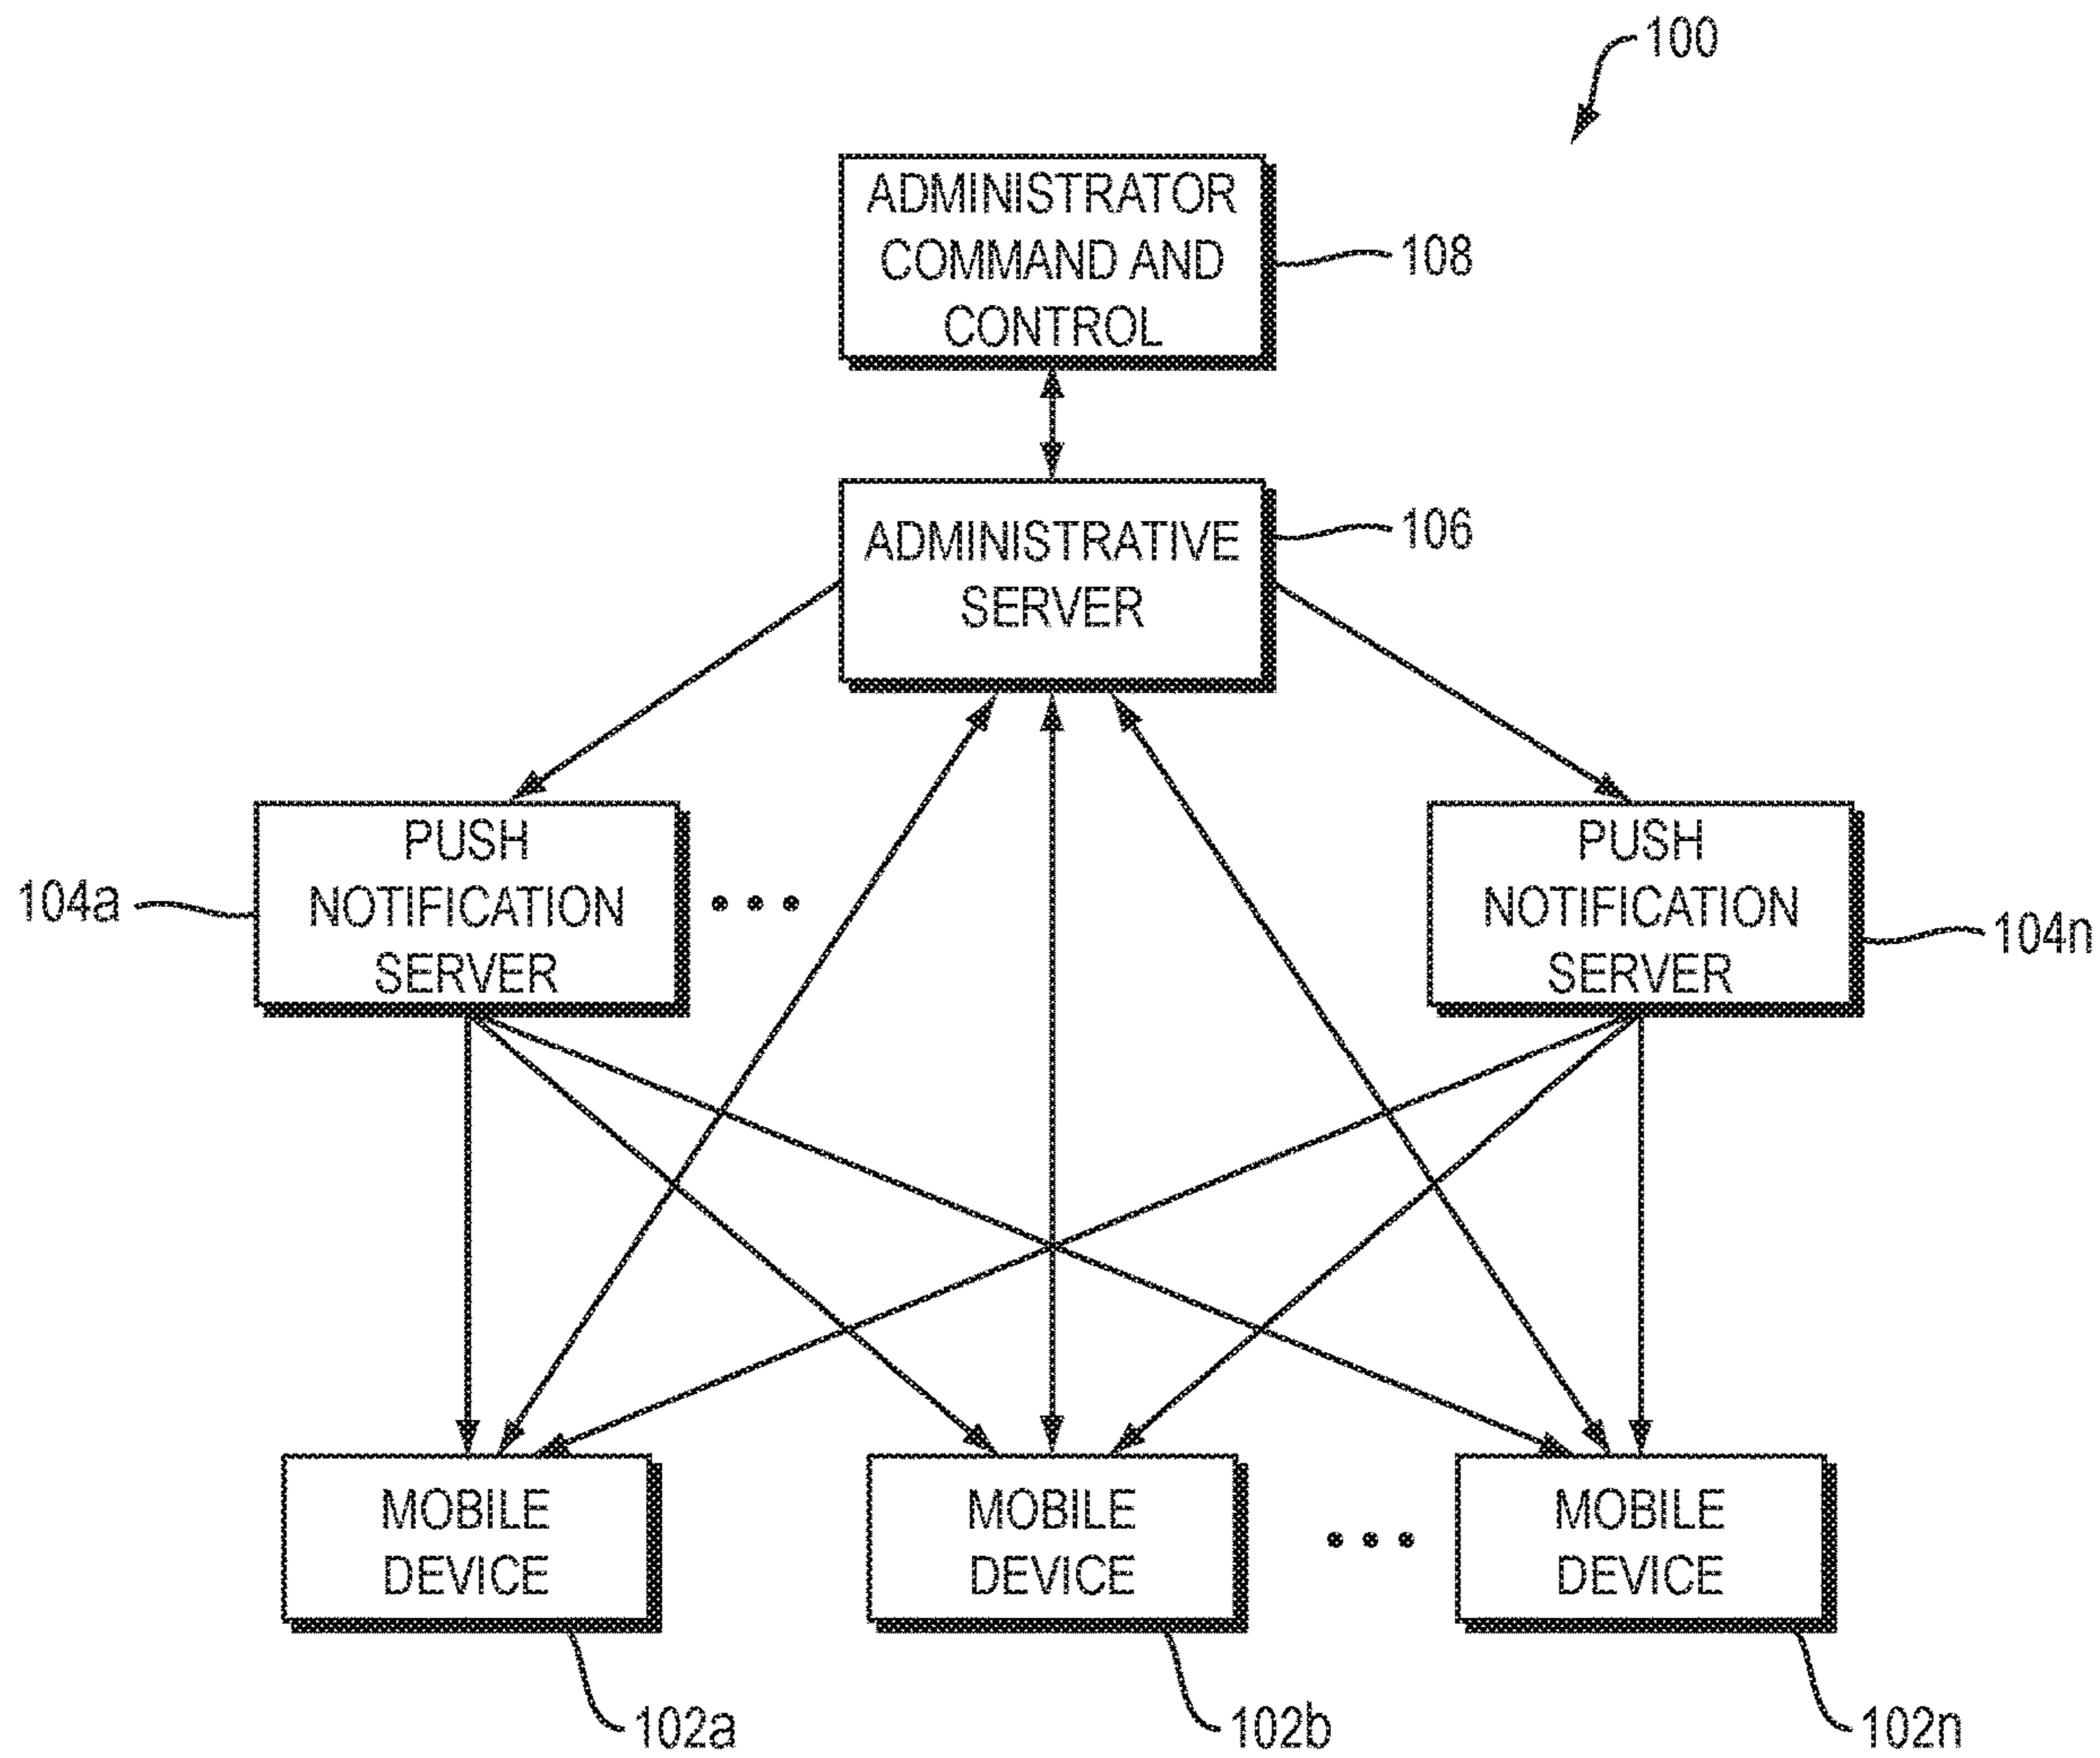 100
ADMINISTRATOR
COMMAND AND
CONTROL
108
ADMINISTRATIVE
SERVER
106
PUSH
NOTIFICATION
SERVER
104a
PUSH
NOTIFICATION
SERVER
104n
MOBILE
DEVICE
MOBILE
DEVICE
MOBILE
DEVICE
102a
102b
102n